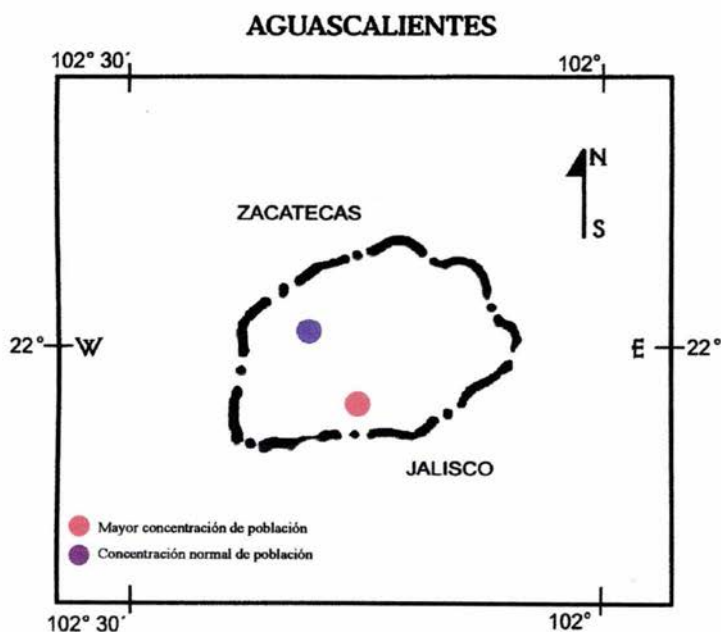 AGUASCALIENTES
102° 30´ 102°
N
ZACATECAS
S
22° W E 22°
JALISCO
Mayor concentración de población
Concentración normal de población
102° 30´ 102°